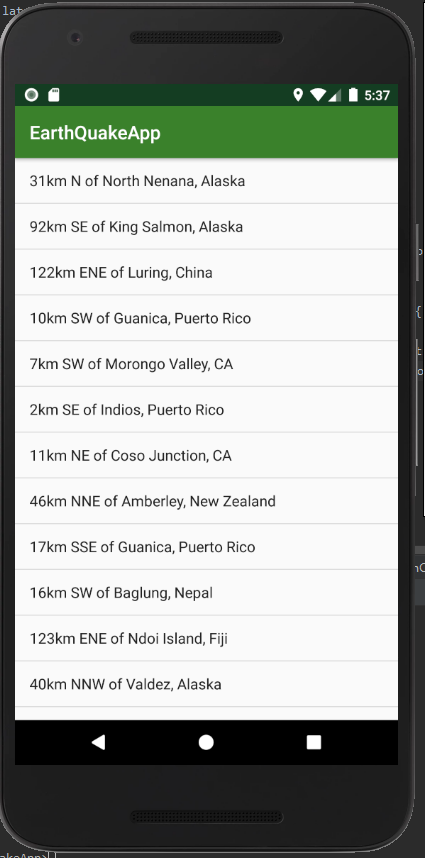 late
5:37
EarthQuakeApp
31km N of North Nenana, Alaska
92km SE of King Salmon, Alaska
122km ENE of Luring, China
10km SW of Guanica, Puerto Rico
7km SW of Morongo Valley, CA
2km SE of Indios, Puerto Rico
11km NE of Coso Junction, CA
46km NNE of Amberley, New Zealand
17km SSE of Guanica, Puerto Rico
16km SW of Baglung, Nepal
123km ENE of Ndoi Island, Fiji
40km NNW of Valdez, Alaska
akeApp>